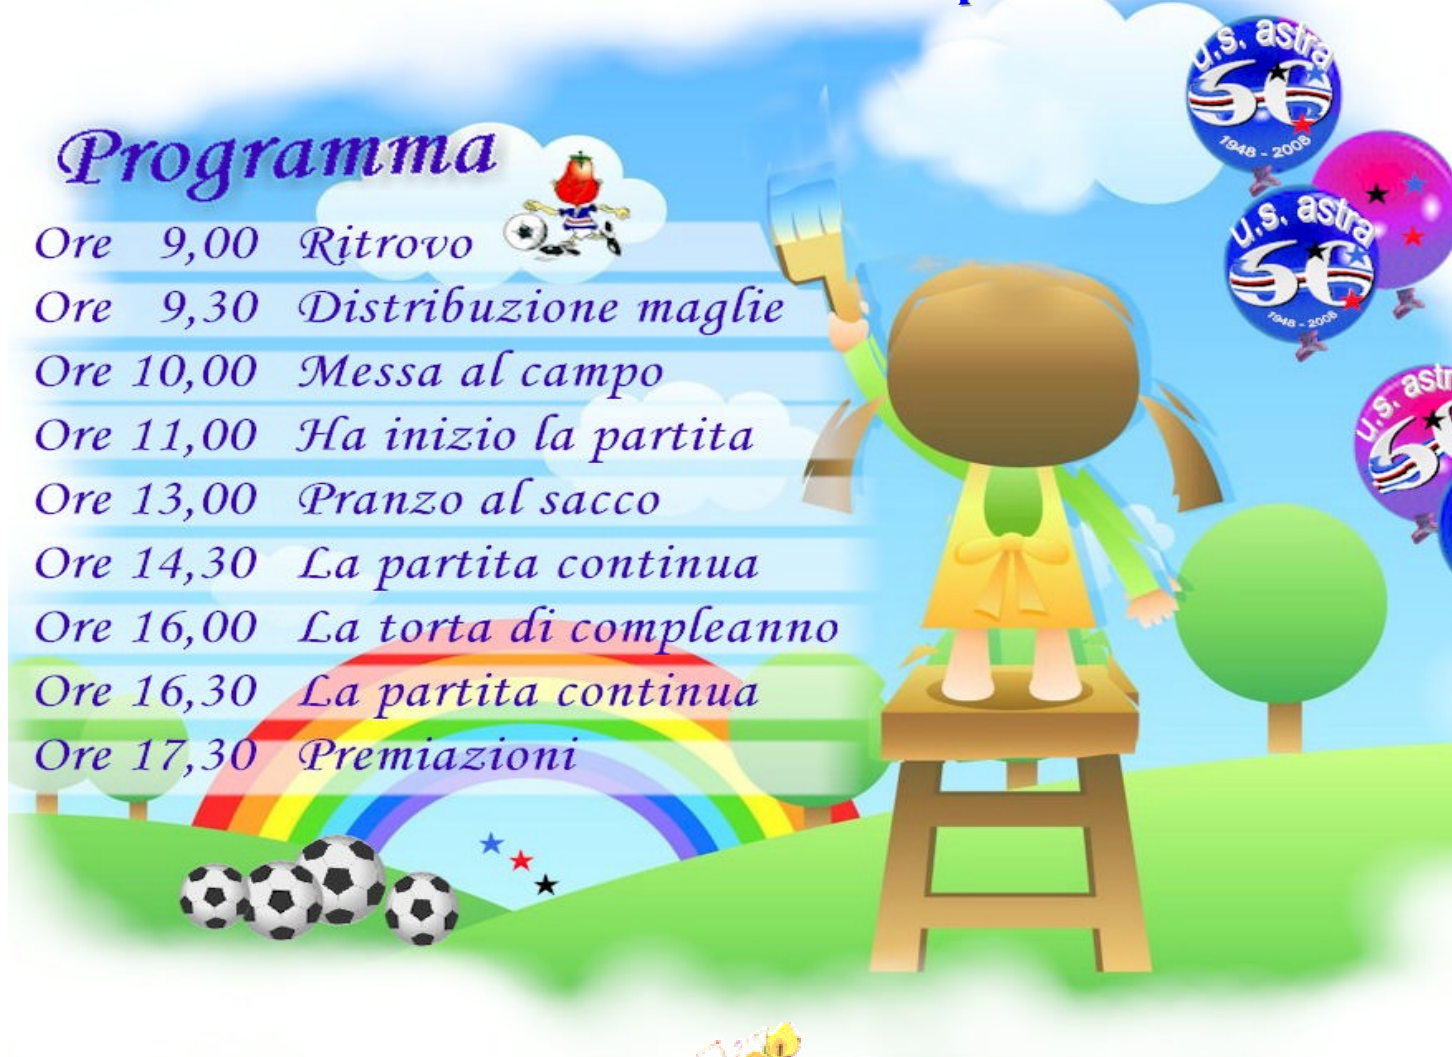 Programma
Ore 9,00 Ritrovo
Ore 9,30 Distribuzione maglie
Ore 10,00 Messa al campo
Ore 11,00 Ha inizio la partita
Ore 13,00 Pranzo al sacco
Ore 14,30 La partita continua
Ore 16,00 La torta di compleanno
Ore 16,30 La partita continua
Ore 17,30 Premiazioni
u.s. astra
1948 - 2008
u.s. astra
1948 - 2008
u.s. astr